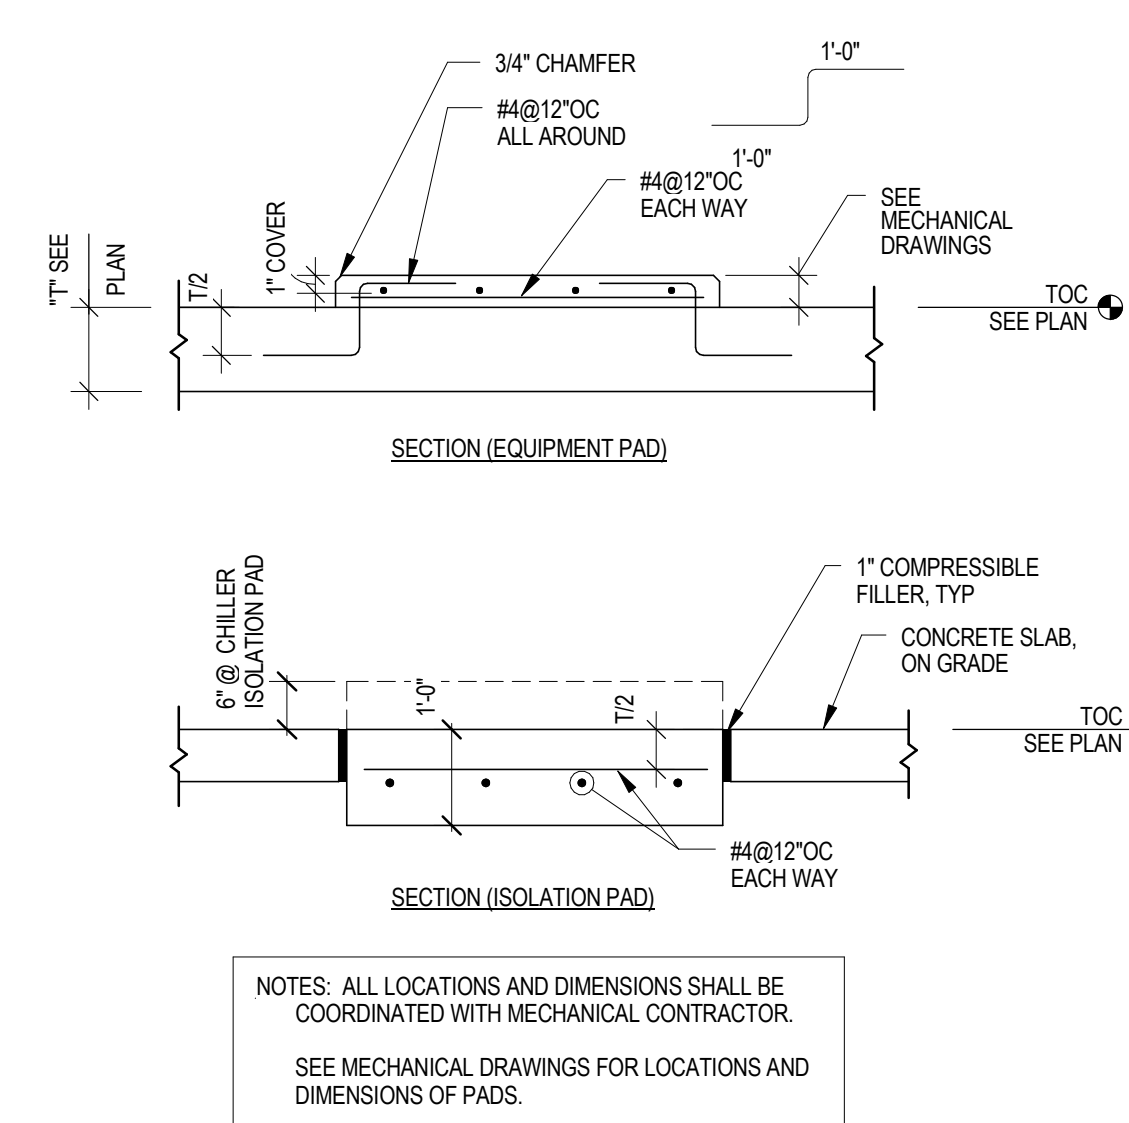 1'-0"
3/4" CHAMFER
#4@12"OC
ALL AROUND
1'-0"
#4@12"OC
EACH WAY
SEE
MECHANICAL
DRAWINGS
"T" SEE
PLAN
T/2
1" COVER
TOC
SEE PLAN
SECTION (EQUIPMENT PAD)
6" @ CHILLER
ISOLATION PAD
1'-0"
T/2
1" COMPRESSIBLE
FILLER, TYP
CONCRETE SLAB,
ON GRADE
TOC
SEE PLAN
#4@12"OC
EACH WAY
SECTION (ISOLATION PAD)
NOTES: ALL LOCATIONS AND DIMENSIONS SHALL BE
COORDINATED WITH MECHANICAL CONTRACTOR.
SEE MECHANICAL DRAWINGS FOR LOCATIONS AND
DIMENSIONS OF PADS.